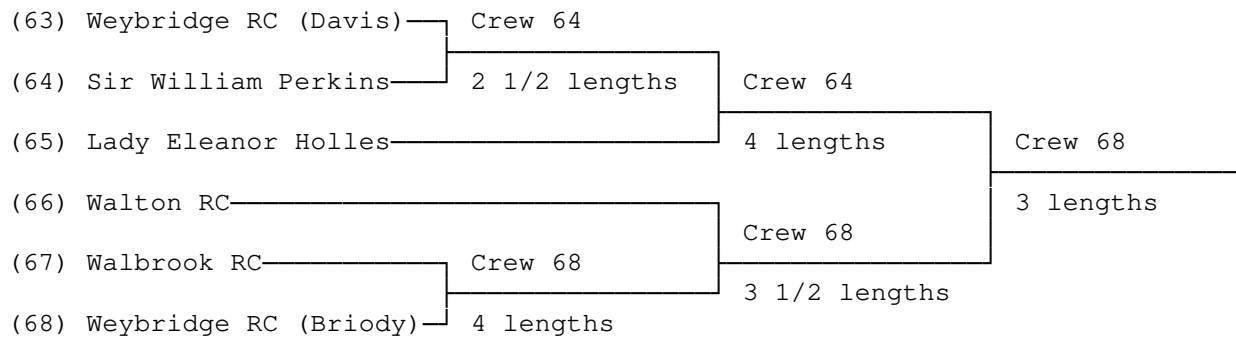 (63) Weybridge RC (Davis) Crew 64
(64) Sir William Perkins 2 1/2 lengths Crew 64
(65) Lady Eleanor Holles 4 lengths Crew 68
(66) Walton RC 3 lengths
Crew 68
(67) Walbrook RC Crew 68
3 1/2 lengths
(68) Weybridge RC (Briody) 4 lengths